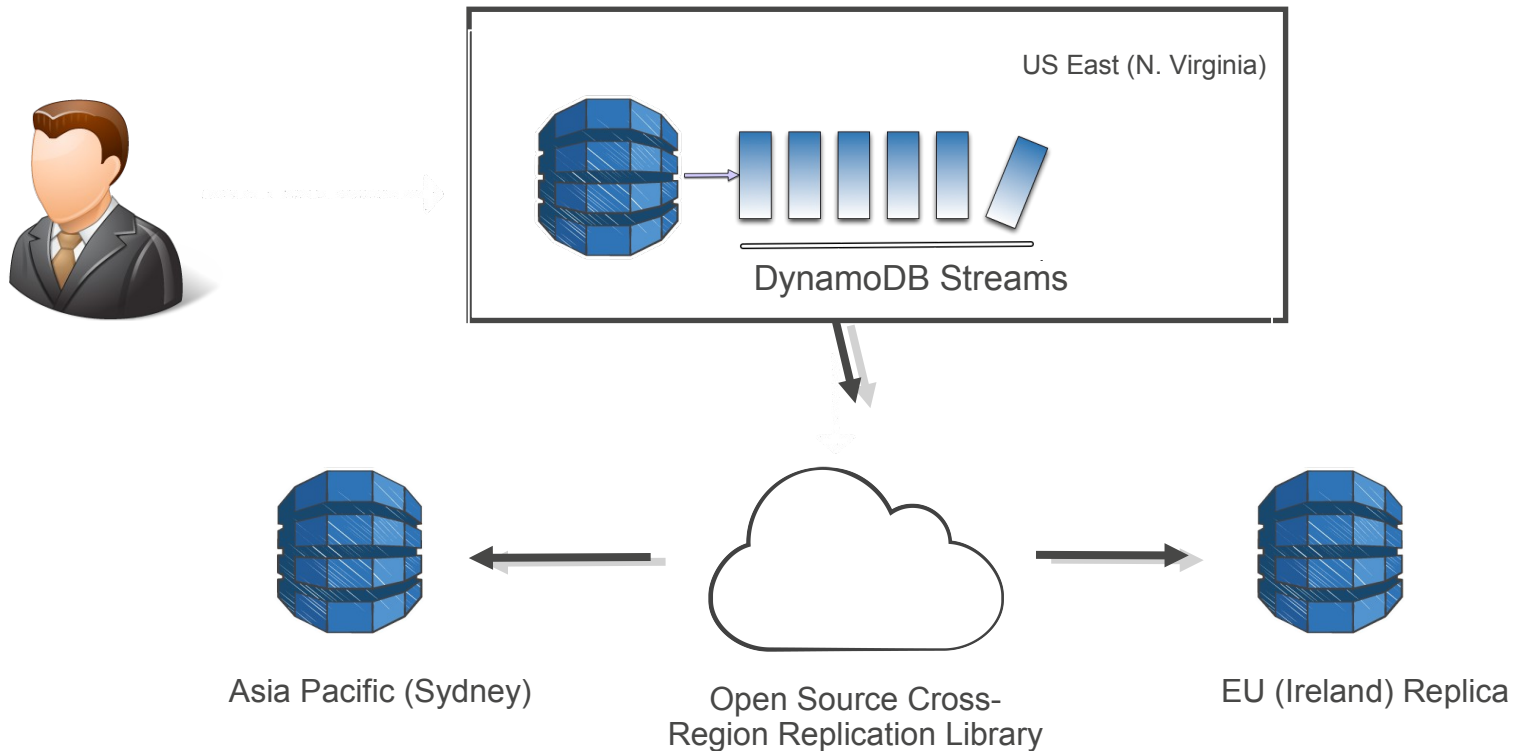 US East (N. Virginia)
DynamoDB Streams
Asia Pacific (Sydney)
Open Source Cross-
Region Replication Library
EU (Ireland) Replica